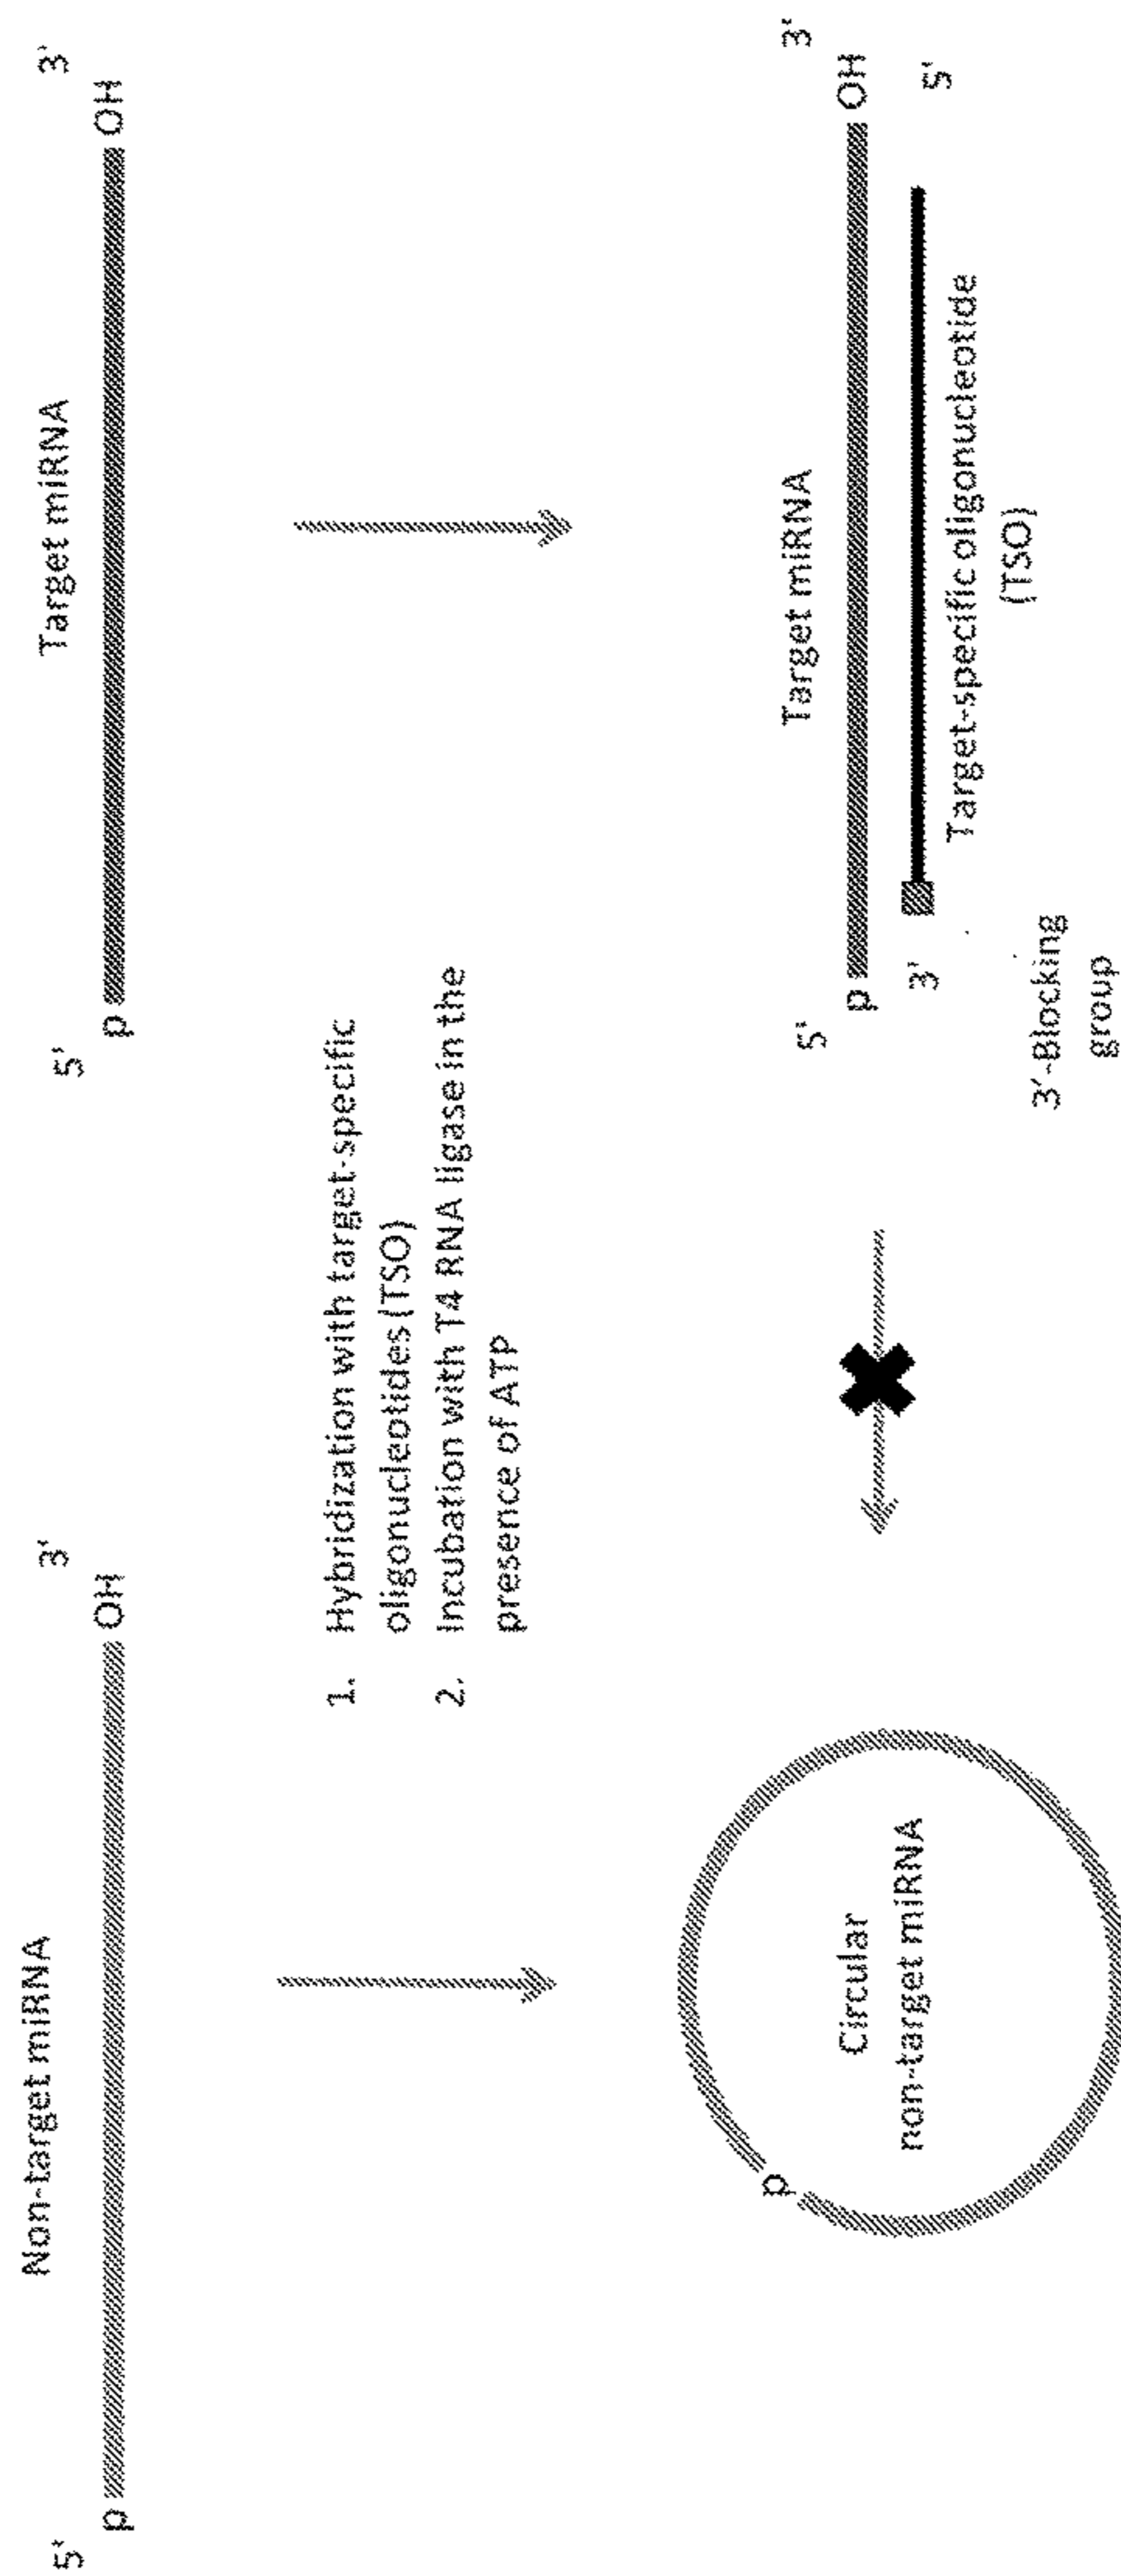 Non-target miRNA
5'
3'
p
OH
Target miRNA
5'
3'
p
OH
1. Hybridization with target-specific
oligonucleotides (TSO)
2. Incubation with T4 RNA ligase in the
presence of ATP
p
Circular
non-target miRNA
Target miRNA
5'
3'
p
OH
3'
5'
Target-specific oligonucleotide
(TSO)
3'-Blocking
group